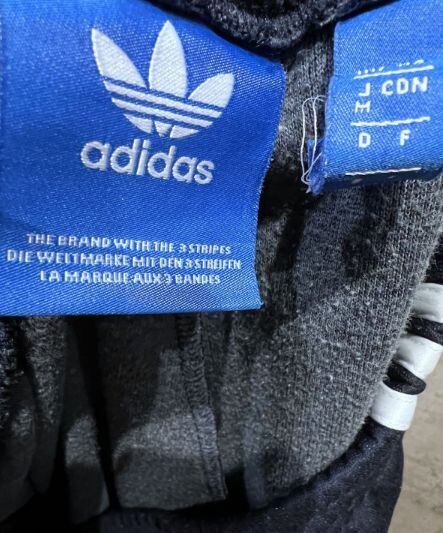 adidas
THE BRAND WITH THE 3 STRIPES
DIE WELTMARKE MIT DEN 3 STREIFEN
LA MARQUE AUX 3 BANDES
J CDN
M
D F